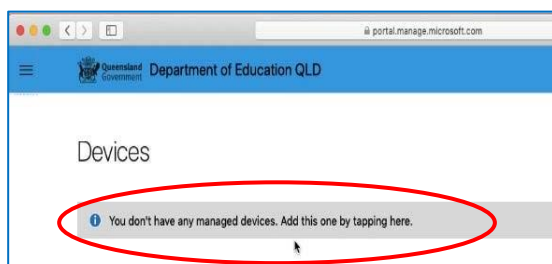 portal.manage.microsoft.com
Queensland Government Department of Education QLD
Devices
You don't have any managed devices. Add this one by tapping here.